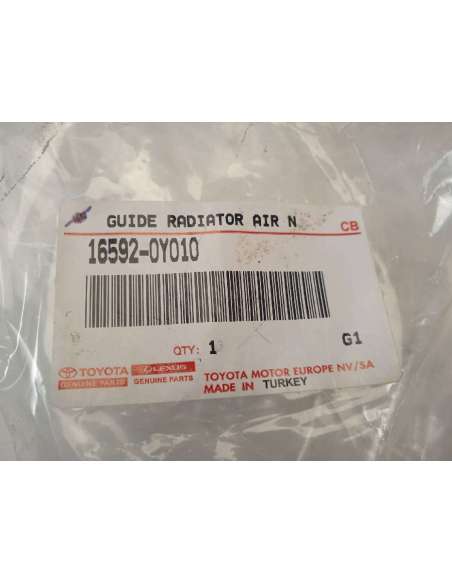 GUIDE RADIATOR AIR N
CB
16592-0Y010
QTY: 1
G1
TOYOTA
GENUINE PARTS
LEXUS
GENUINE PARTS
TOYOTA MOTOR EUROPE NV/SA
MADE IN TURKEY